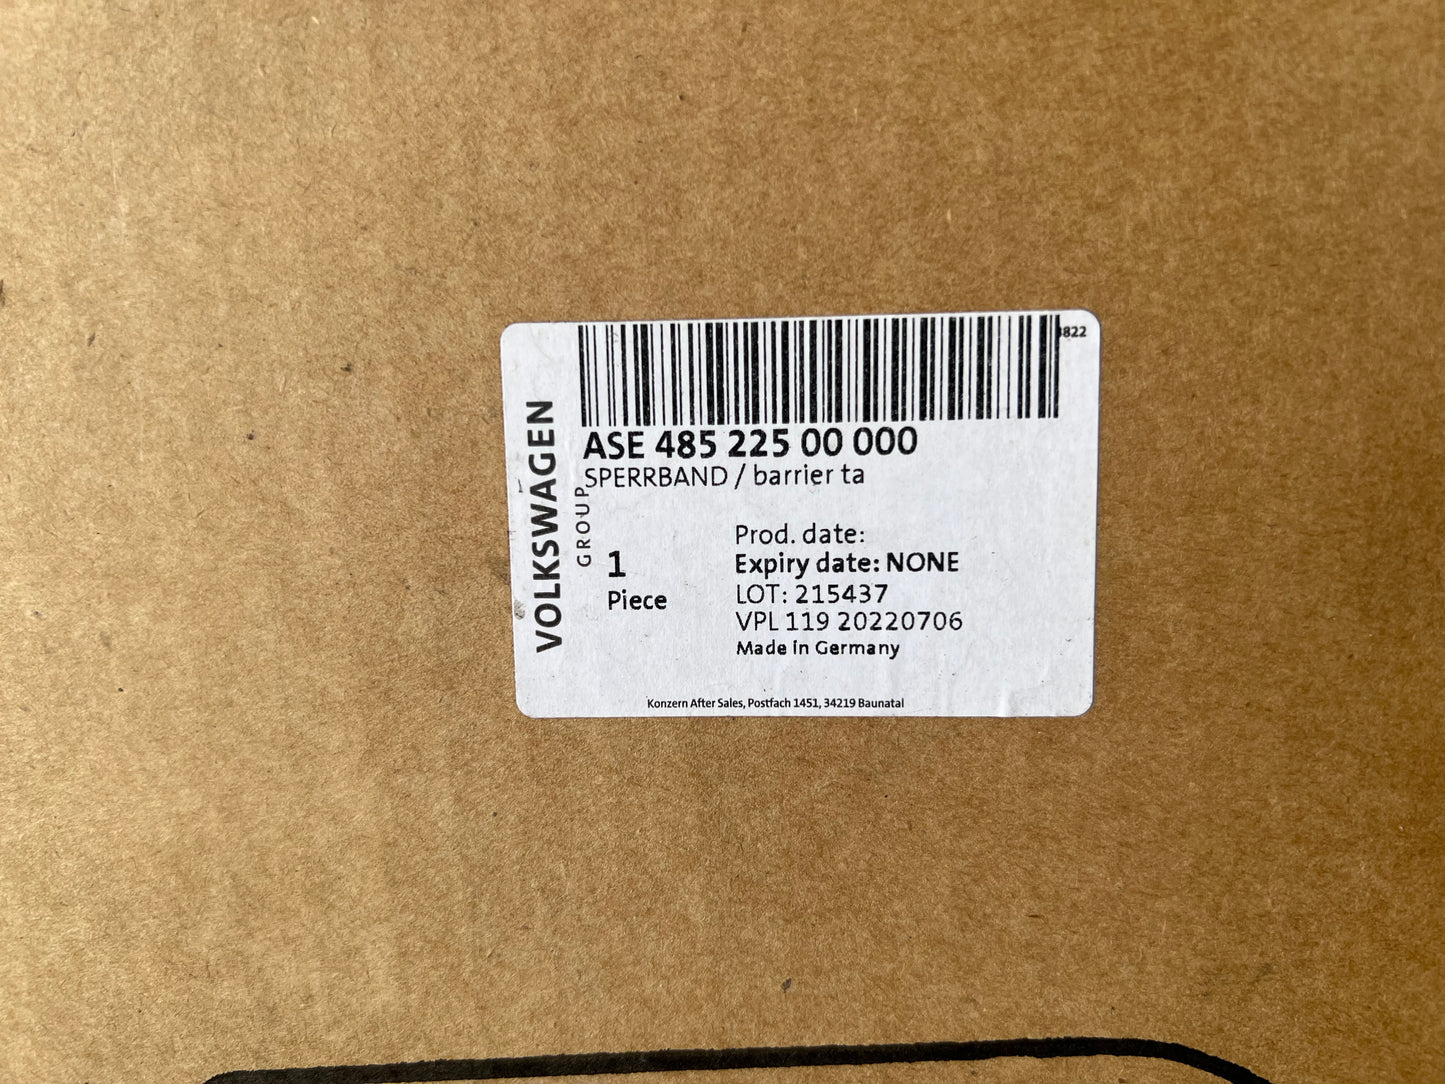 ASE 485 225 00 000
SPERRBAND / barrier ta
VOLKSWAGEN
GROUP
1
Piece
Prod. date:
Expiry date: NONE
LOT: 215437
VPL 119 20220706
Made in Germany
Konzern After Sales, Postfach 1451, 34219 Baunatal